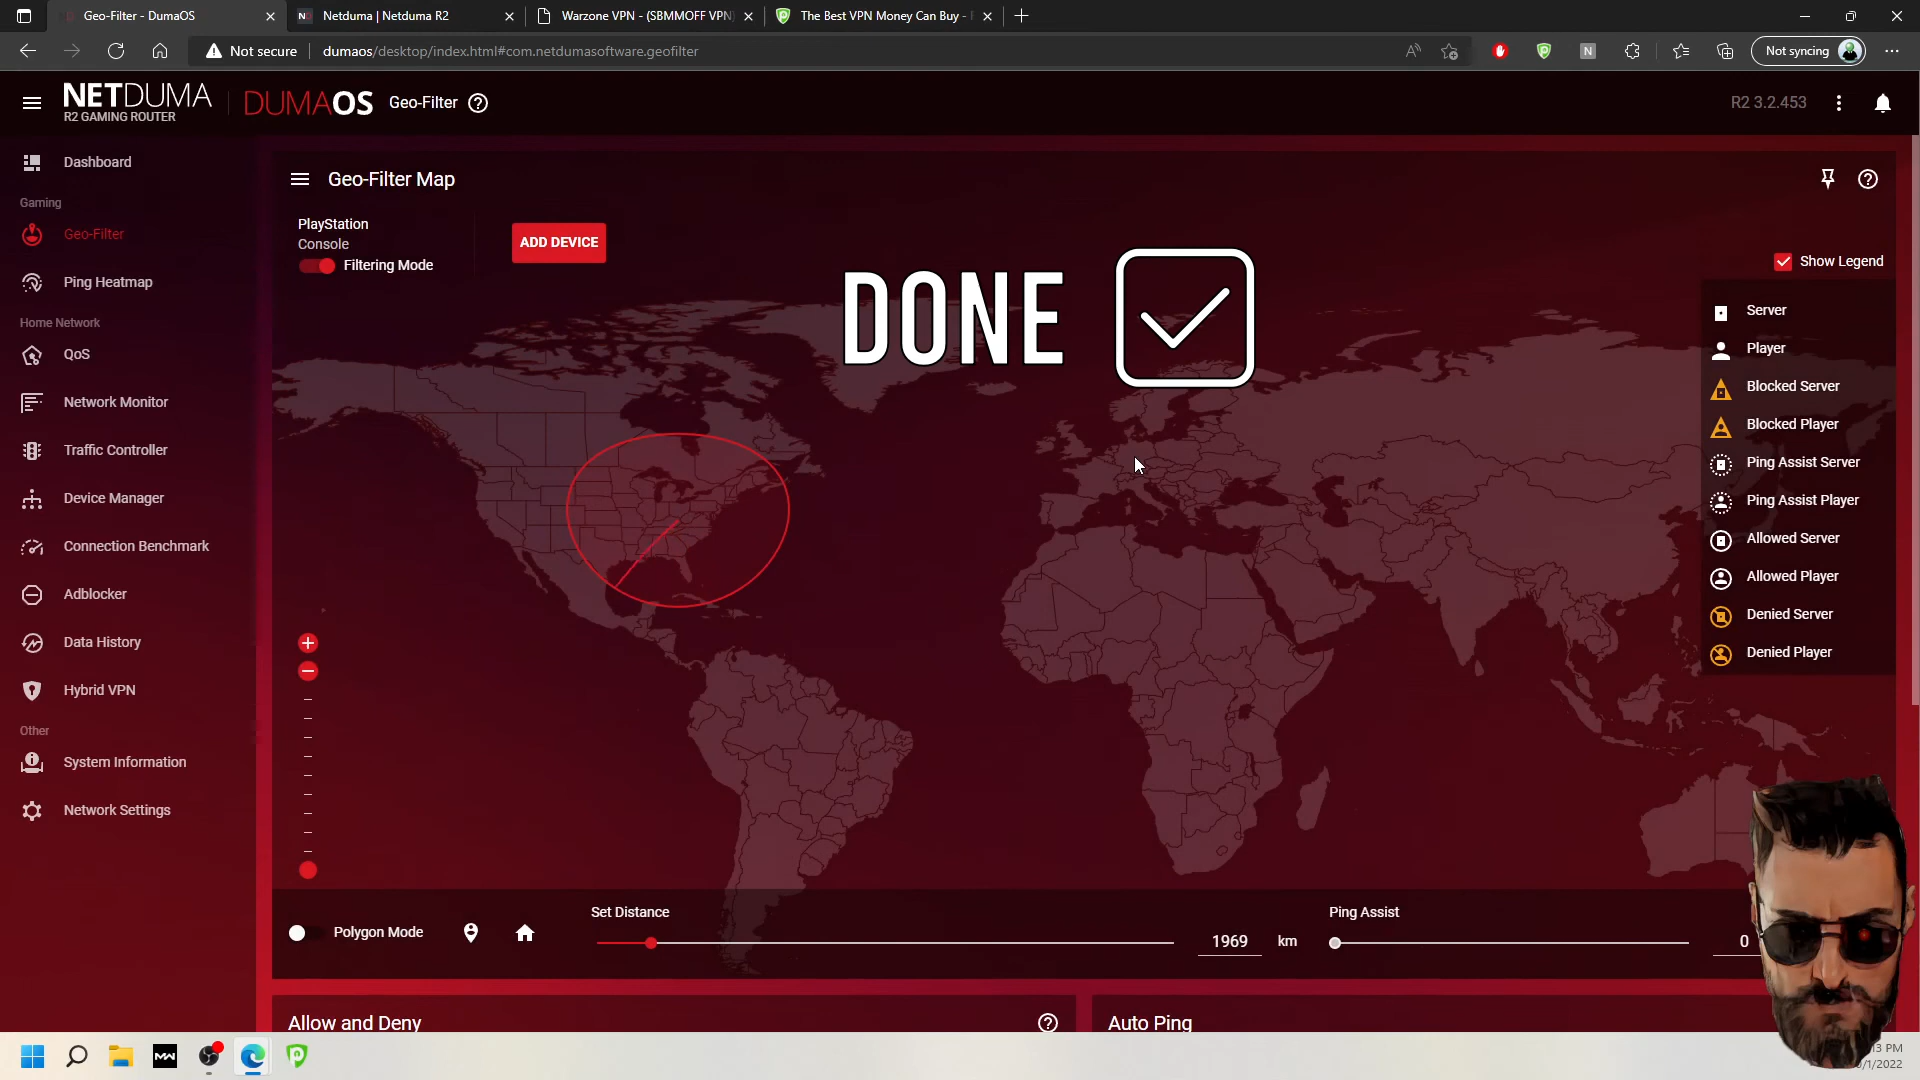 Geo-Filter - DumaOS
Netduma | Netduma R2
Warzone VPN - (SBMMOFF VPN)
The Best VPN Money Can Buy -
Not secure
dumaos/desktop/index.html#com.netdumasoftware.geofilter
Not syncing
NETDUMA
R2 GAMING ROUTER
DUMAOS
Geo-Filter
R2 3.2.453
Dashboard
Gaming
Geo-Filter
Ping Heatmap
Home Network
QoS
Network Monitor
Traffic Controller
Device Manager
Connection Benchmark
Adblocker
Data History
Hybrid VPN
Other
System Information
Network Settings
Geo-Filter Map
PlayStation
Console
Filtering Mode
ADD DEVICE
DONE
Show Legend
Server
Player
Blocked Server
Blocked Player
Ping Assist Server
Ping Assist Player
Allowed Server
Allowed Player
Denied Server
Denied Player
Polygon Mode
Set Distance
1969 km
Ping Assist
0
Allow and Deny
Auto Ping
PM
/1/2022